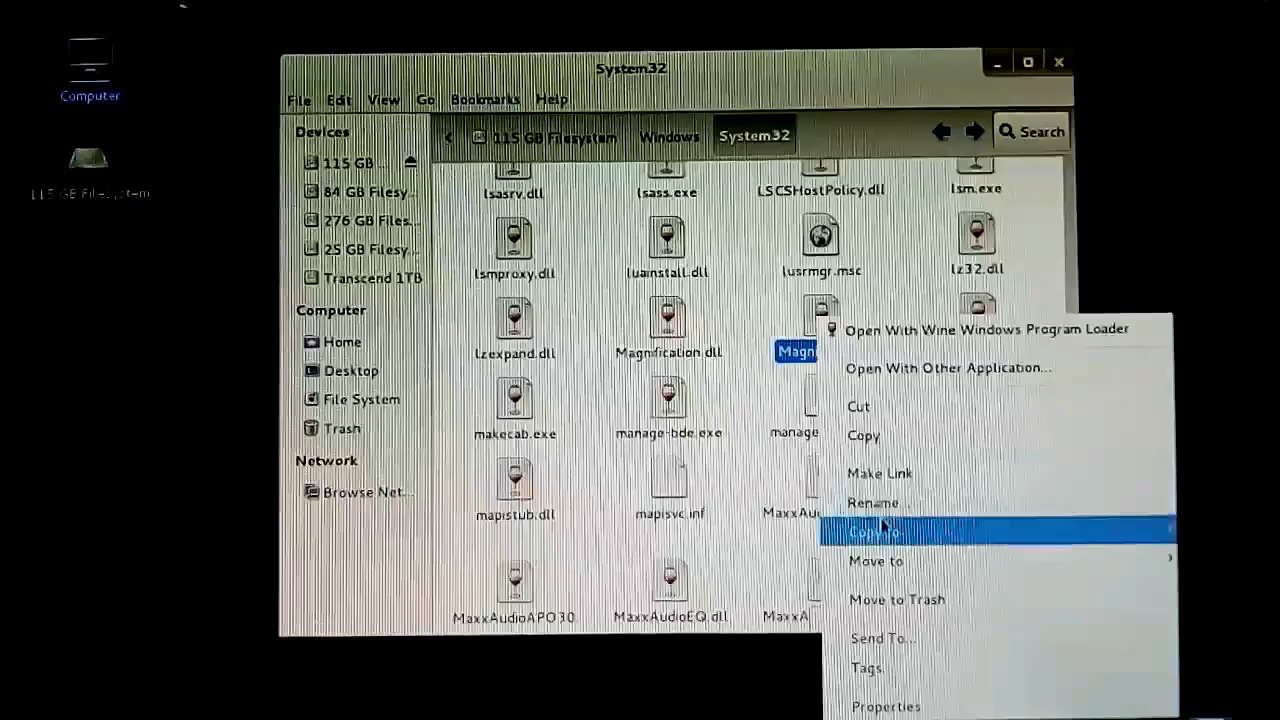 Computer
115 GB Filesystem
System32
File Edit View Go Bookmarks Help
115 GB Filesystem Windows System32 Search
Devices
115 GB ...
84 GB Filesy...
276 GB Files...
25 GB Filesy...
Transcend 1TB
Computer
Home
Desktop
File System
Trash
Network
Browse Net...
lsasrv.dll lsass.exe LSCSHostPolicy.dll lsm.exe
lsmproxy.dll luainstall.dll lusrmgr.msc lz32.dll
lzexpand.dll Magnification.dll Magn
makecab.exe manage-bde.exe manage
mapistub.dll mapisvc.inf MaxxAu
MaxxAudioAPO30 MaxxAudioEQ.dll MaxxA
Open With Wine Windows Program Loader
Open With Other Application...
Cut
Copy
Make Link
Rename...
Copy to
Move to
Move to Trash
Send To...
Tags...
Properties